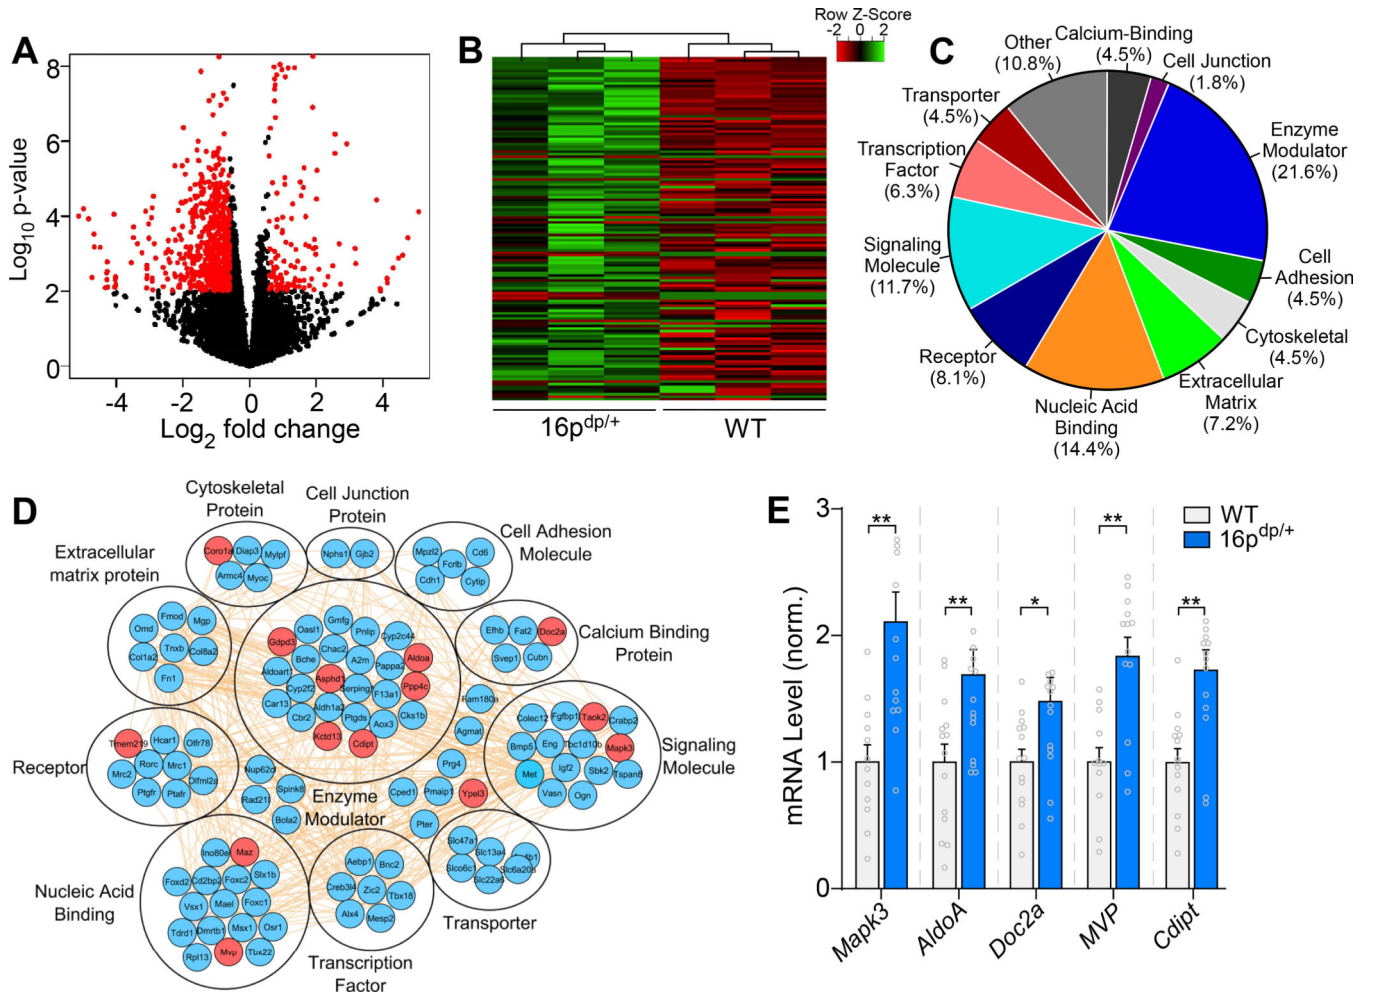 A
Log10 p-value
8
6
4
2
0
-4
-2
0
2
4
Log2 fold change
B
Row Z-Score
-2 0 2
16pdp/+
WT
C
Calcium-Binding
(4.5%)
Cell Junction
(1.8%)
Enzyme
Modulator
(21.6%)
Cell
Adhesion
(4.5%)
Cytoskeletal
(4.5%)
Extracellular
Matrix
(7.2%)
Nucleic Acid
Binding
(14.4%)
Receptor
(8.1%)
Signaling
Molecule
(11.7%)
Transcription
Factor
(6.3%)
Transporter
(4.5%)
Other
(10.8%)
D
Cytoskeletal
Protein
Coro1a
Diap3
Mylpf
Armc4
Myoc
Cell Junction
Protein
Nphs1
Gjb2
Cell Adhesion
Molecule
Mpzl2
Cd6
Fcrlb
Cdh1
Cytip
Extracellular
matrix protein
Fmod
Omd
Mgp
Tnxb
Col1a2
Col8a2
Fn1
Gmfg
Oasl1
Pnlip
Cyp2c44
Gdpd3
Chac2
Bche
A2m
Aldoa
Pappa2
Aldoart1
Asphd1
Ppp4c
Cyp2f2
Serping1
F13a1
Car13
Aldh1a2
Cbr2
Ptgds
Aox3
Cks1b
Kctd13
Cdipt
Calcium Binding
Protein
Efhb
Fat2
Doc2a
Svep1
Cubn
Fam180a
Agmat
Prg4
Cped1
Pmaip1
Ypel3
Pter
Signaling
Molecule
Colec12
Fgfbp1
Taok2
Crabp2
Bmp5
Eng
Tbc1d10b
Mapk3
Met
Igf2
Sbk2
Tspan8
Vasn
Ogn
Receptor
Tmem219
Hcar1
Olfr78
Rorc
Mrc1
Mrc2
Olfml2a
Ptgfr
Ptafr
Nup62cl
Spink8
Rad21l
Bola2
Enzyme
Modulator
Nucleic Acid
Binding
Ino80e
Maz
Foxd2
Cd2bp2
Foxc2
Slx1b
Vsx1
Mael
Foxc1
Tdrd1
Dmrtb1
Msx1
Osr1
Rpl13
Mvp
Tbx22
Transcription
Factor
Aebp1
Bnc2
Creb3l4
Zic2
Tbx18
Alx4
Mesp2
Transporter
Slc47a1
Slc13a4
Slco6c1
Slc6a20b
Slc22a6
E
mRNA Level (norm.)
3
2
1
0
WT
16pdp/+
**
**
*
**
**
Mapk3
AldoA
Doc2a
MVP
Cdipt